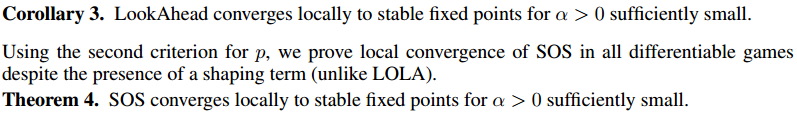 Corollary 3. LookAhead converges locally to stable fixed points for α > 0 sufficiently small.
Using the second criterion for p, we prove local convergence of SOS in all differentiable games
despite the presence of a shaping term (unlike LOLA).
Theorem 4. SOS converges locally to stable fixed points for α > 0 sufficiently small.